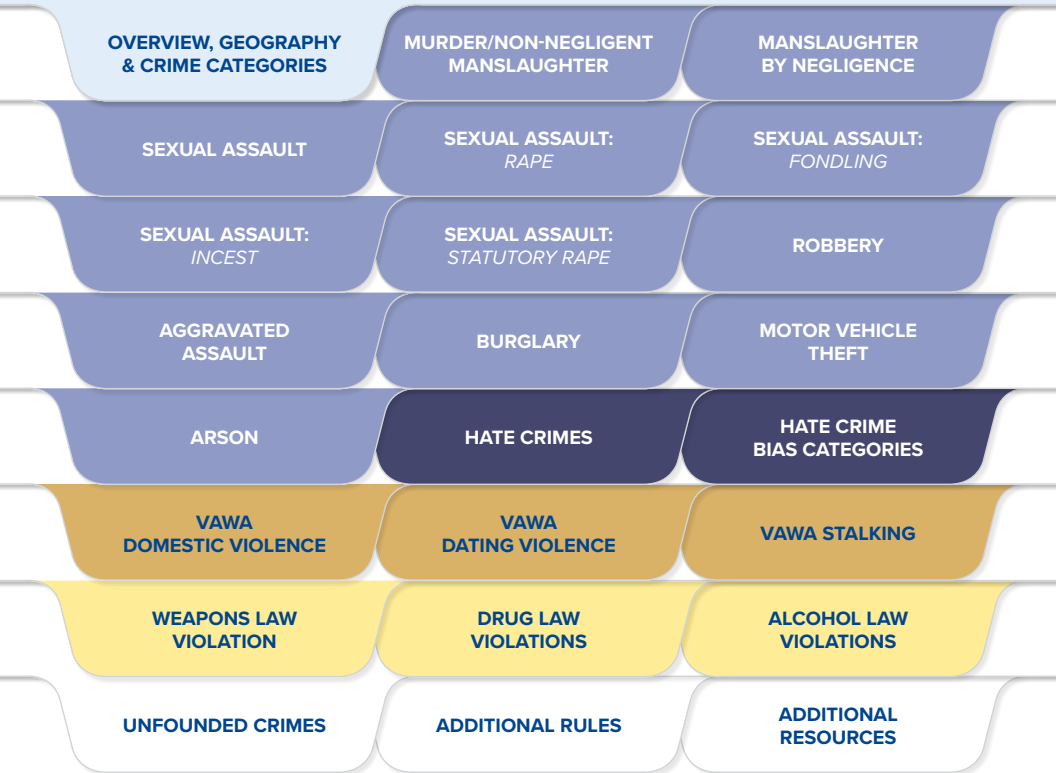 OVERVIEW, GEOGRAPHY
& CRIME CATEGORIES
MURDER/NON-NEGLIGENT
MANSLAUGHTER
MANSLAUGHTER
BY NEGLIGENCE
SEXUAL ASSAULT
SEXUAL ASSAULT:
RAPE
SEXUAL ASSAULT:
FONDLING
SEXUAL ASSAULT:
INCEST
SEXUAL ASSAULT:
STATUTORY RAPE
ROBBERY
AGGRAVATED
ASSAULT
BURGLARY
MOTOR VEHICLE
THEFT
ARSON
HATE CRIMES
HATE CRIME
BIAS CATEGORIES
VAWA
DOMESTIC VIOLENCE
VAWA
DATING VIOLENCE
VAWA STALKING
WEAPONS LAW
VIOLATION
DRUG LAW
VIOLATIONS
ALCOHOL LAW
VIOLATIONS
UNFOUNDED CRIMES
ADDITIONAL RULES
ADDITIONAL
RESOURCES